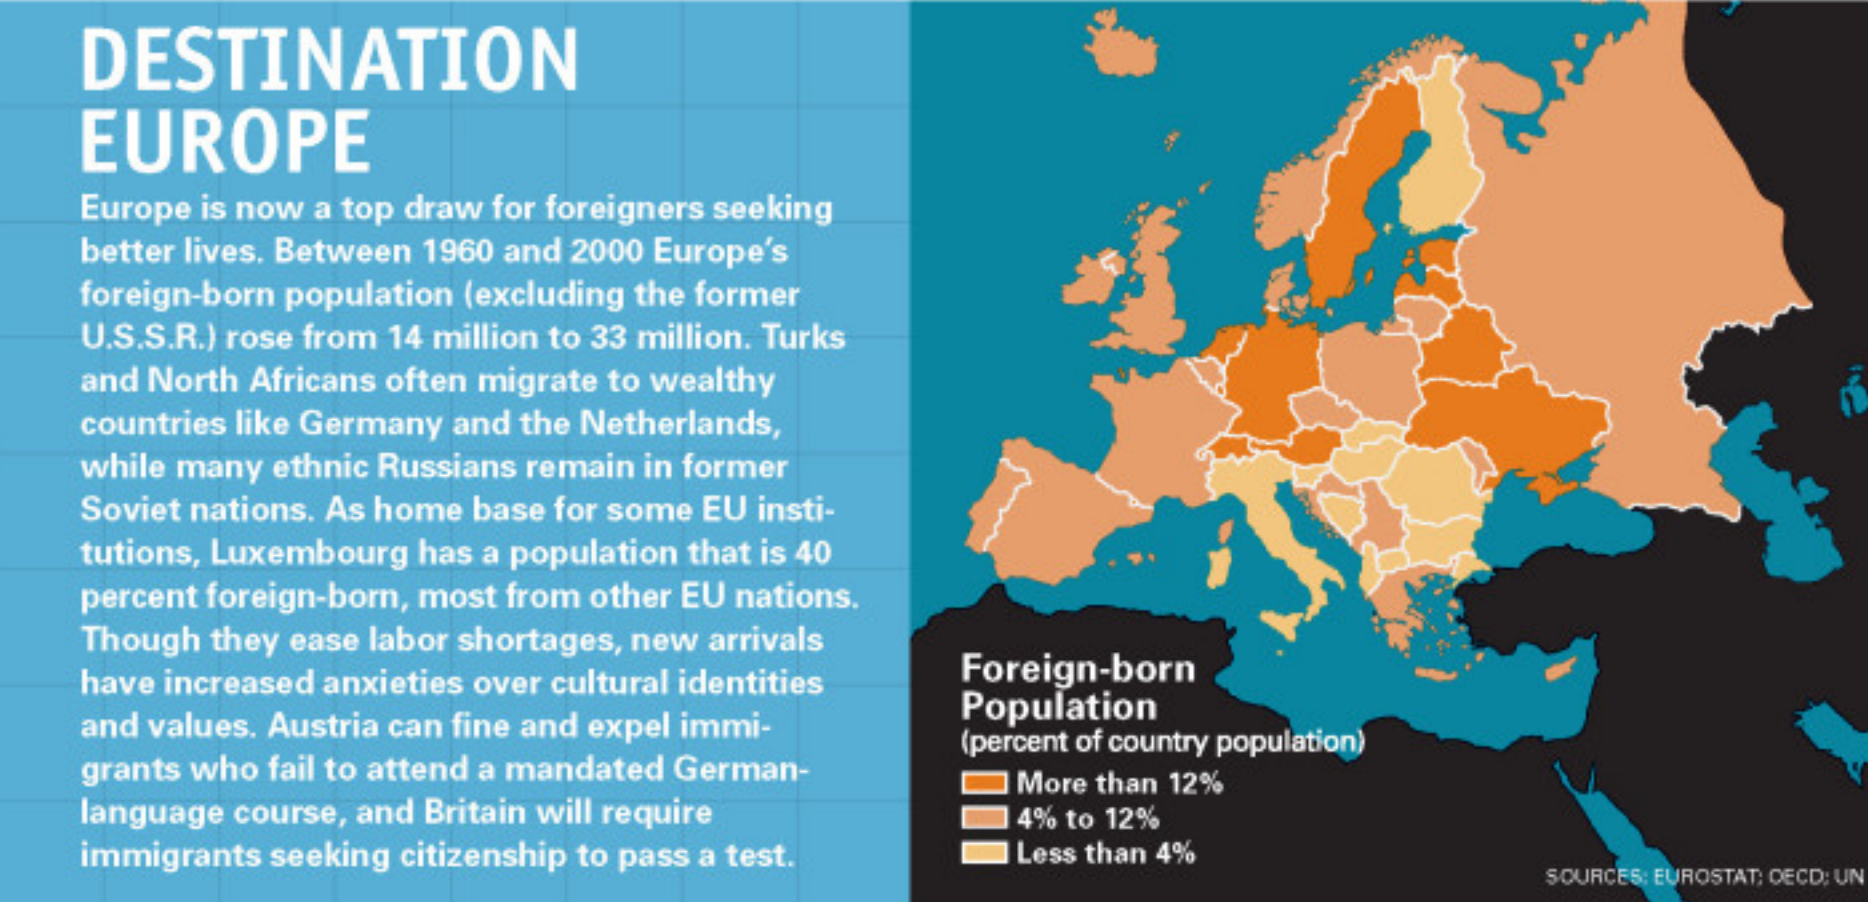 DESTINATION
EUROPE
Europe is now a top draw for foreigners seeking
better lives. Between 1960 and 2000 Europe's
foreign-born population (excluding the former
U.S.S.R.) rose from 14 million to 33 million. Turks
and North Africans often migrate to wealthy
countries like Germany and the Netherlands,
while many ethnic Russians remain in former
Soviet nations. As home base for some EU insti-
tutions, Luxembourg has a population that is 40
percent foreign-born, most from other EU nations.
Though they ease labor shortages, new arrivals
have increased anxieties over cultural identities
and values. Austria can fine and expel immi-
grants who fail to attend a mandated German-
language course, and Britain will require
immigrants seeking citizenship to pass a test.
Foreign-born
Population
(percent of country population)
More than 12%
4% to 12%
Less than 4%
SOURCES: EUROSTAT; OECD; UN